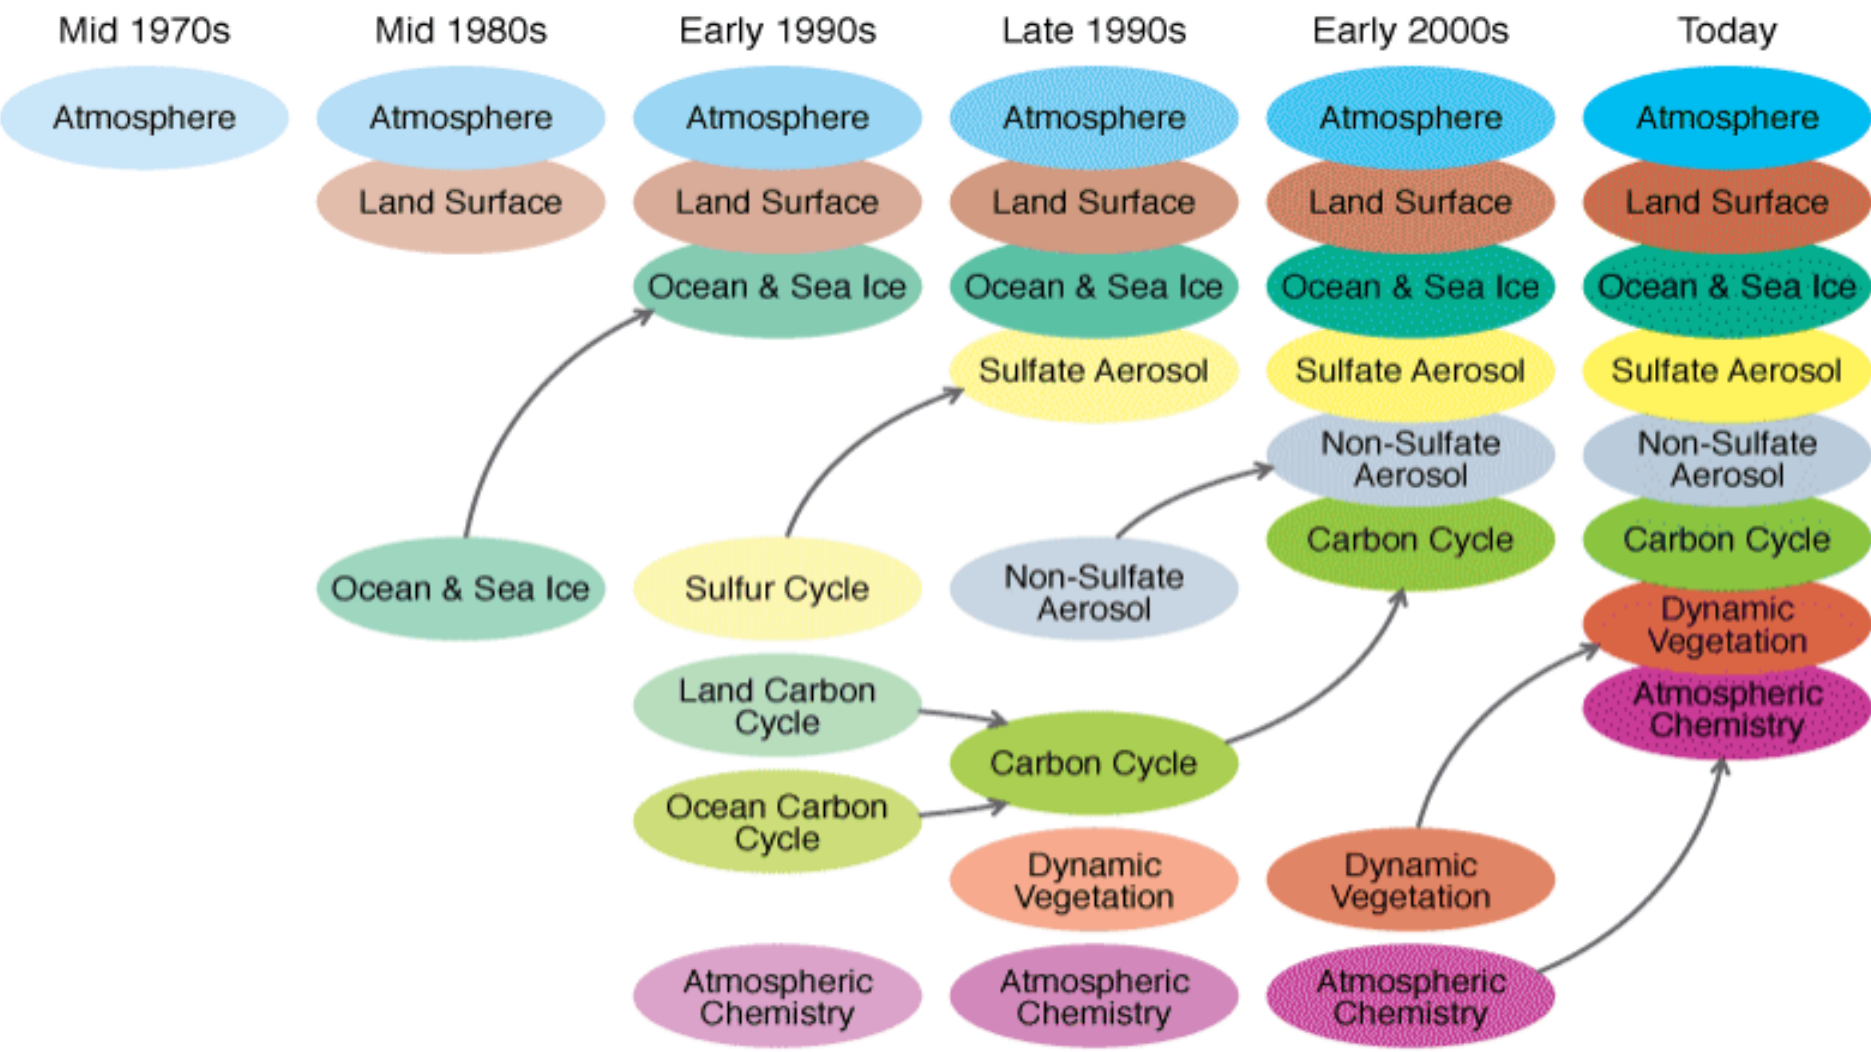 Mid 1970s
Mid 1980s
Early 1990s
Late 1990s
Early 2000s
Today
Atmosphere
Atmosphere
Atmosphere
Atmosphere
Atmosphere
Atmosphere
Land Surface
Land Surface
Land Surface
Land Surface
Land Surface
Ocean & Sea Ice
Ocean & Sea Ice
Ocean & Sea Ice
Ocean & Sea Ice
Sulfate Aerosol
Sulfate Aerosol
Sulfate Aerosol
Non-Sulfate
Aerosol
Non-Sulfate
Aerosol
Carbon Cycle
Carbon Cycle
Ocean & Sea Ice
Sulfur Cycle
Non-Sulfate
Aerosol
Dynamic
Vegetation
Land Carbon
Cycle
Atmospheric
Chemistry
Carbon Cycle
Ocean Carbon
Cycle
Dynamic
Vegetation
Dynamic
Vegetation
Atmospheric
Chemistry
Atmospheric
Chemistry
Atmospheric
Chemistry